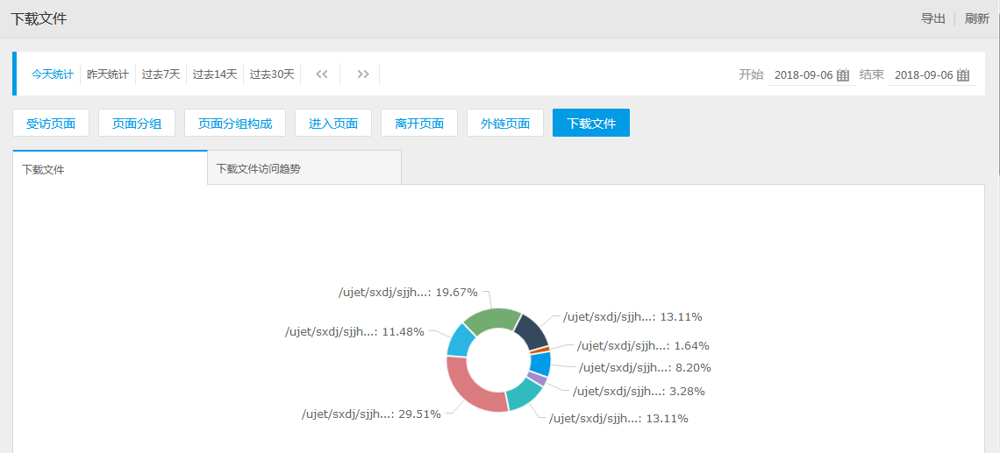 下载文件
导出
刷新
今天统计 昨天统计 过去7天 过去14天 过去30天
开始 2018-09-06 结束 2018-09-06
受访页面 页面分组 页面分组构成 进入页面 离开页面 外链页面 下载文件
下载文件 下载文件访问趋势
/ujet/sxdj/sjjh...: 19.67%
/ujet/sxdj/sjjh...: 13.11%
/ujet/sxdj/sjjh...: 11.48%
/ujet/sxdj/sjjh...: 1.64%
/ujet/sxdj/sjjh...: 8.20%
/ujet/sxdj/sjjh...: 3.28%
/ujet/sxdj/sjjh...: 29.51%
/ujet/sxdj/sjjh...: 13.11%